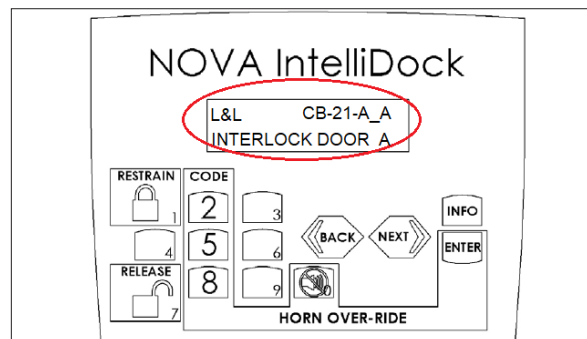 NOVA IntelliDock
L&L CB-21-A_A
INTERLOCK DOOR A
RESTRAIN
1
CODE
2
3
4
5
6
BACK
NEXT
INFO
ENTER
RELEASE
7
8
9
0
HORN OVER-RIDE